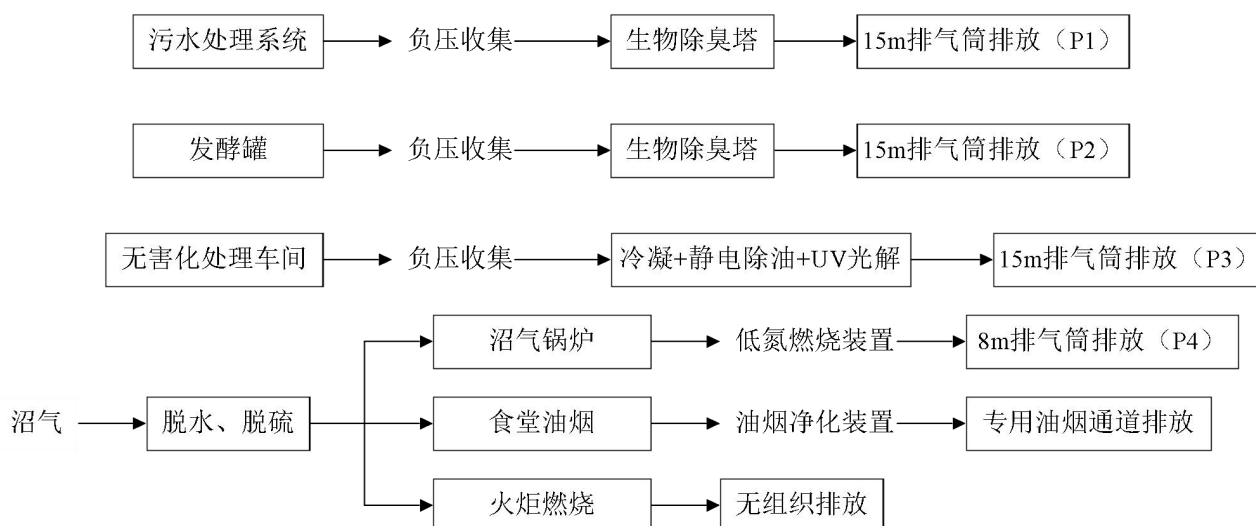 污水处理系统 负压收集 生物除臭塔 15m排气筒排放（P1）
发酵罐 负压收集 生物除臭塔 15m排气筒排放（P2）
无害化处理车间 负压收集 冷凝+静电除油+UV光解 15m排气筒排放（P3）
沼气锅炉 低氮燃烧装置 8m排气筒排放（P4）
沼气 脱水、脱硫 食堂油烟 油烟净化装置 专用油烟通道排放
火炬燃烧 无组织排放